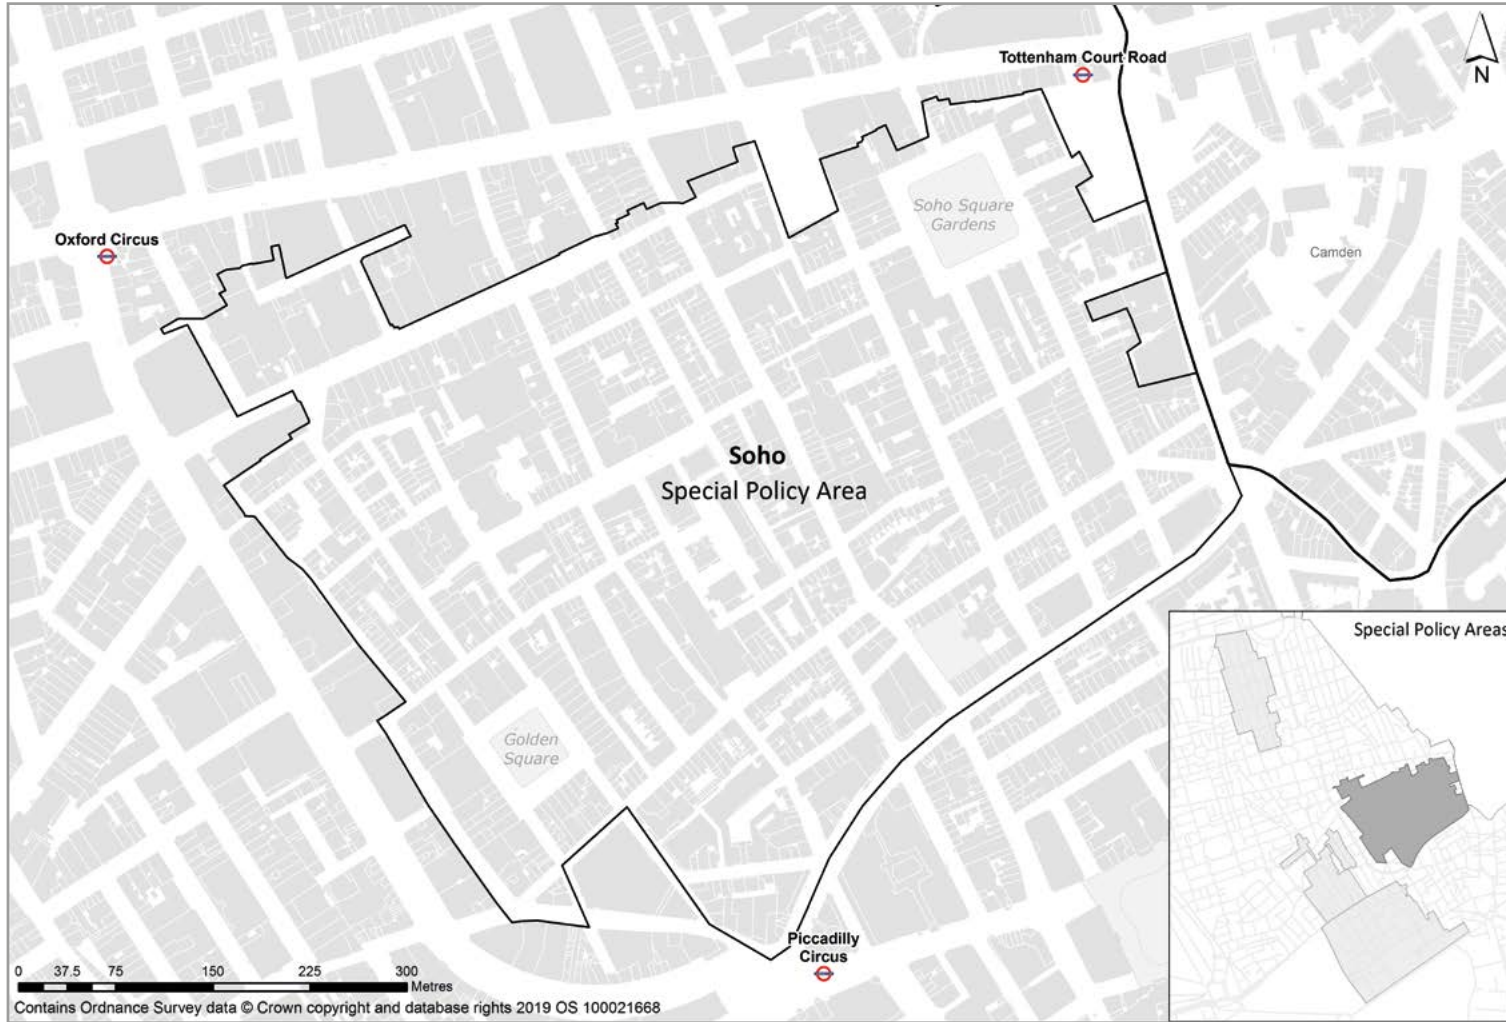 Tottenham Court Road
N
Soho Square
Gardens
Oxford Circus
Camden
Soho
Special Policy Area
Special Policy Areas
Golden
Square
Piccadilly
Circus
0 37.5 75 150 225 300
Metres
Contains Ordnance Survey data © Crown copyright and database rights 2019 OS 100021668